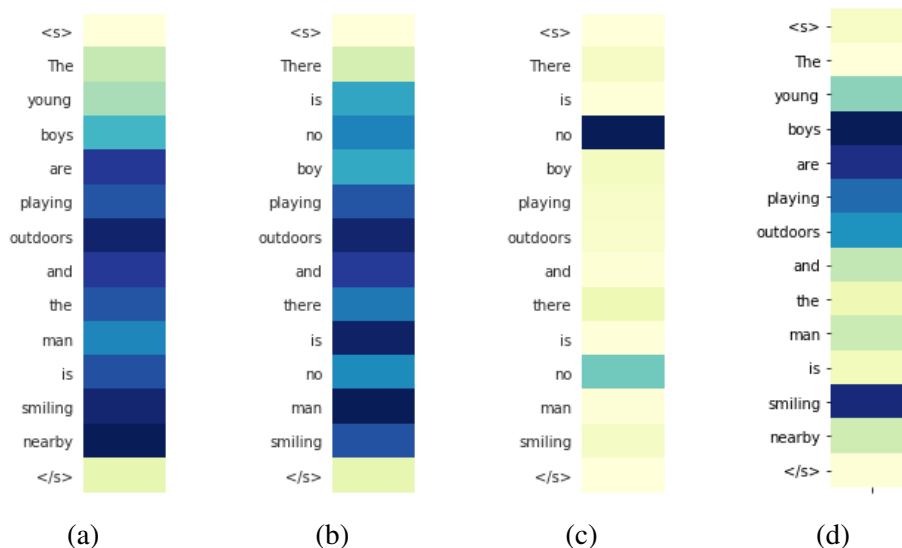 <s>
The
young
boys
are
playing
outdoors
and
the
man
is
smiling
nearby
</s>
(a)
<s>
There
is
no
boy
playing
outdoors
and
there
is
no
man
smiling
</s>
(b)
<s>
There
is
no
boy
playing
outdoors
and
there
is
no
man
smiling
</s>
(c)
<s>
The
young
boys
are
playing
outdoors
and
the
man
is
smiling
nearby
</s>
(d)